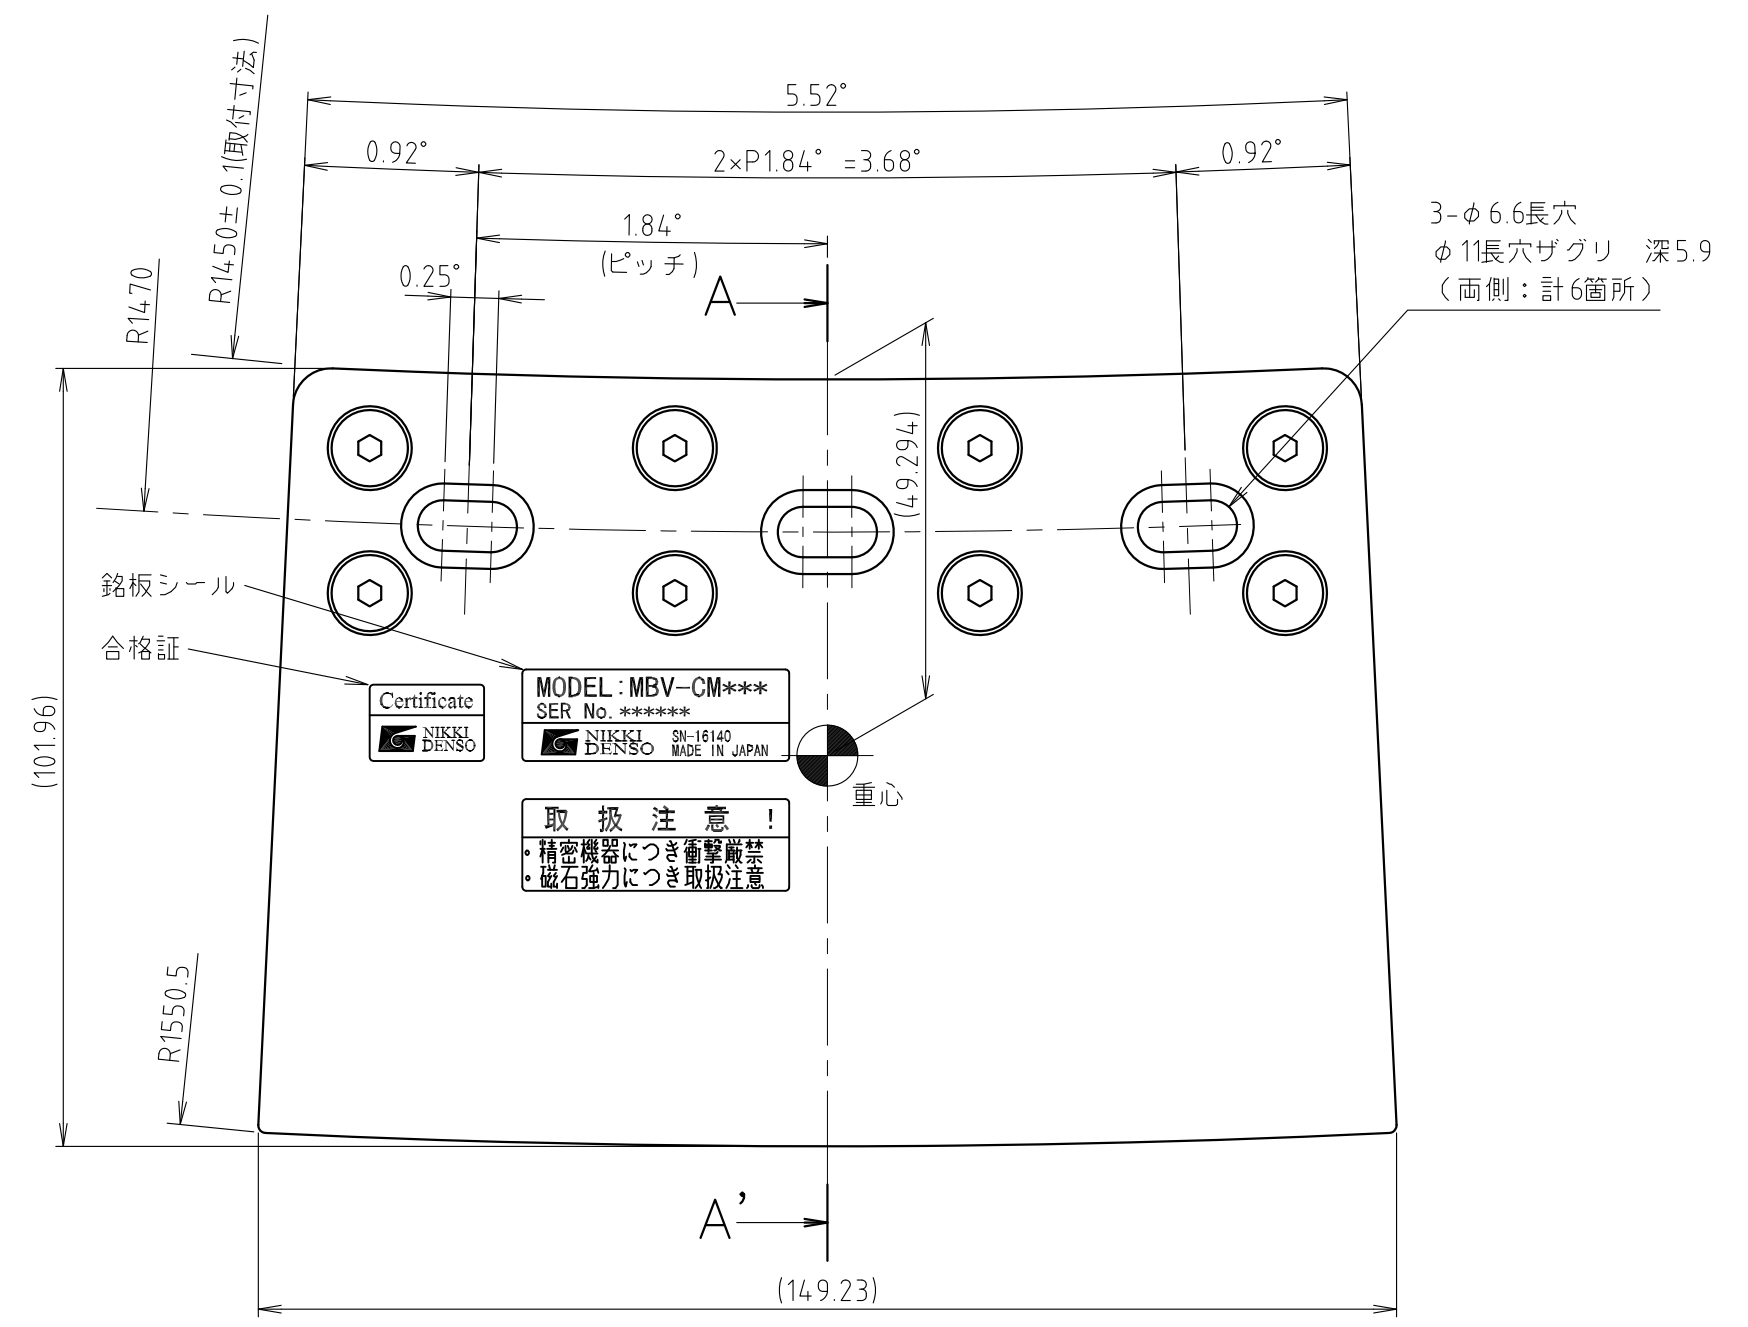 5.52°
0.92°
2×P1.84° =3.68°
0.92°
R1450±0.1(取付寸法)
1.84°
(ピッチ)
0.25°
3-φ6.6長穴
φ11長穴ザグリ 深5.9
(両側:計6箇所)
R1470
A
(49.294)
銘板シール
合格証
Certificate
NIKKI
DENSO
MODEL:MBV-CM***
SER No. ******
NIKKI
DENSO
SN-16140
MADE IN JAPAN
重心
(101.96)
取 扱 注 意 !
・精密機器につき衝撃厳禁
・磁石強力につき取扱注意
R1550.5
A'
(149.23)